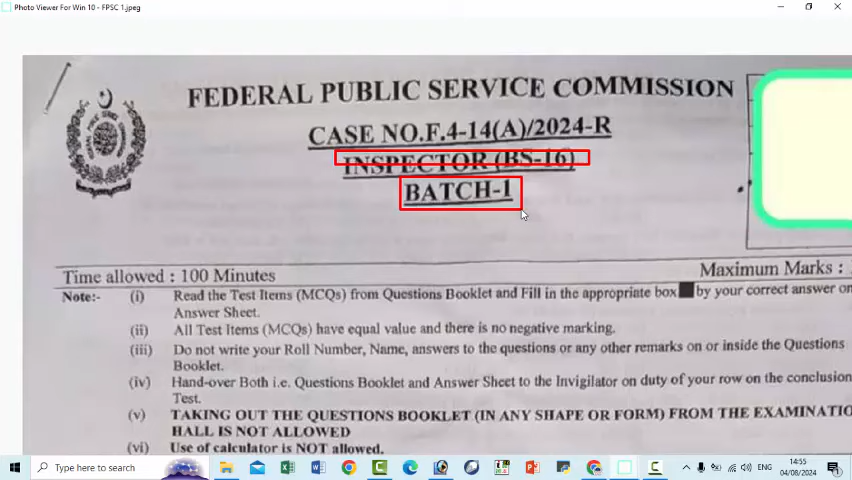 Photo Viewer For Win 10 - FPSC 1.jpeg
FEDERAL PUBLIC SERVICE COMMISSION
CASE NO.F.4-14(A)/2024-R
INSPECTOR (BS-16)
BATCH-1
Time allowed : 100 Minutes
Maximum Marks :
Note:- (i) Read the Test Items (MCQs) from Questions Booklet and Fill in the appropriate box by your correct answer on
Answer Sheet.
(ii) All Test Items (MCQs) have equal value and there is no negative marking.
(iii) Do not write your Roll Number, Name, answers to the questions or any other remarks on or inside the Questions
Booklet.
(iv) Hand-over Both i.e. Questions Booklet and Answer Sheet to the Invigilator on duty of your row on the conclusion
Test.
(v) TAKING OUT THE QUESTIONS BOOKLET (IN ANY SHAPE OR FORM) FROM THE EXAMINATIO
HALL IS NOT ALLOWED
(vi) Use of calculator is NOT allowed.
Type here to search
ENG
14:55
04/08/2024